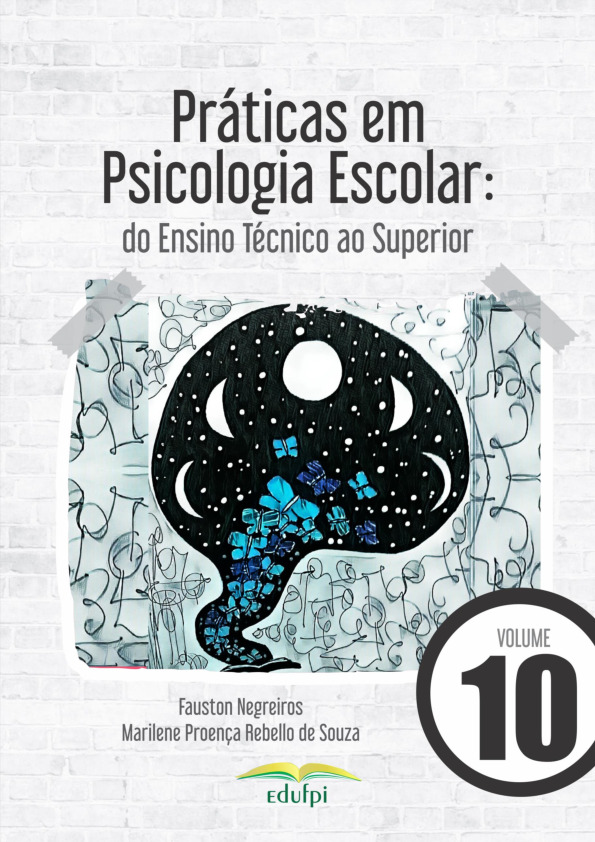 Práticas em
Psicologia Escolar:
do Ensino Técnico ao Superior
VOLUME
10
Fauston Negreiros
Marilene Proença Rebello de Souza
edufpi